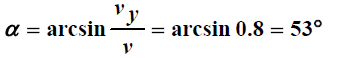 α = arcsin v_y / v = arcsin 0.8 = 53°